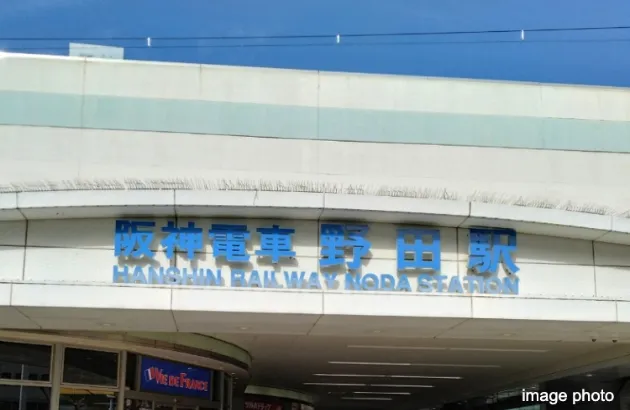 阪神電車 野田駅
HANSHIN RAILWAY NODA STATION
VIE DE FRANCE
image photo